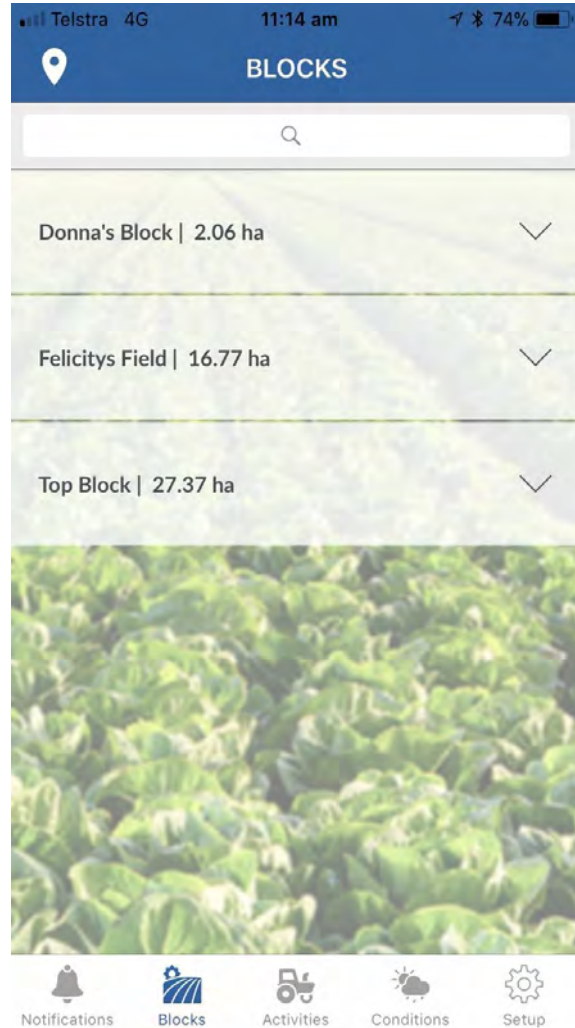 Telstra 4G 11:14 am 74%
BLOCKS
Donna's Block | 2.06 ha
Felicitys Field | 16.77 ha
Top Block | 27.37 ha
Notifications Blocks Activities Conditions Setup